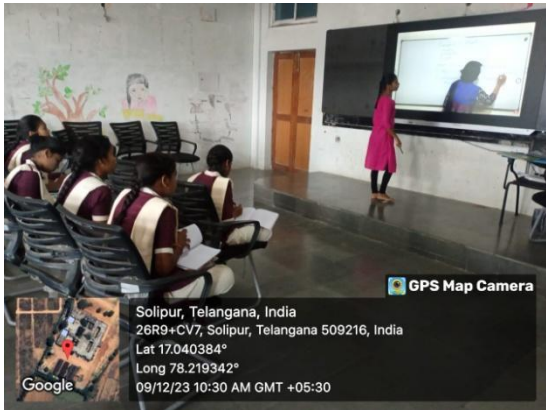 GPS Map Camera
Solipur, Telangana, India
26R9+CV7, Solipur, Telangana 509216, India
Lat 17.040384°
Long 78.219342°
09/12/23 10:30 AM GMT +05:30
Google